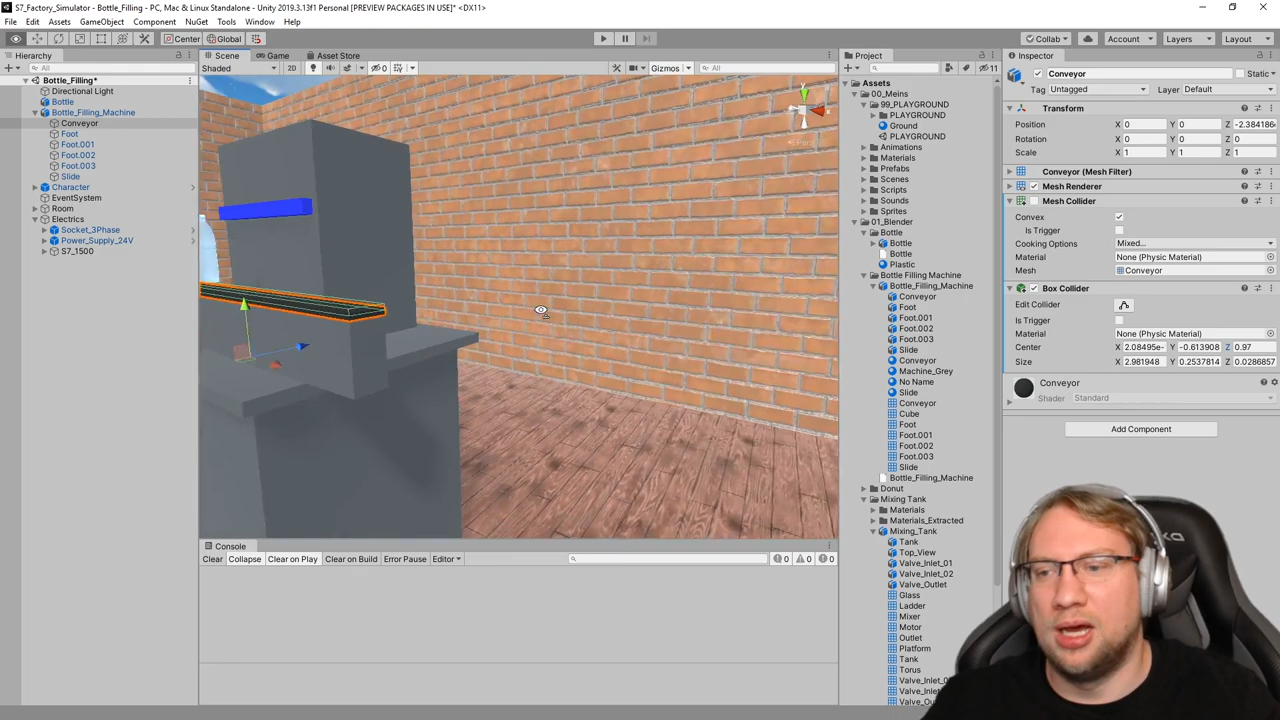 S7_Factory_Simulator - Bottle_Filling - PC, Mac & Linux Standalone - Unity 2019.3.13f1 Personal [PREVIEW PACKAGES IN USE]* <DX11>
File Edit Assets GameObject Component NuGet Tools Window Help
Center Global Collab Account Layers Layout
Hierarchy Scene Game Asset Store Project Inspector
All Shaded 2D 0 Gizmos All 11 Conveyor Static
Bottle_Filling* Assets Tag Untagged Layer Default
Directional Light 00_Meins
Bottle 99_PLAYGROUND Transform
Bottle_Filling_Machine PLAYGROUND Position X 0 Y 0 Z -2.384186
Conveyor Ground Rotation X 0 Y 0 Z 0
Foot PLAYGROUND Scale X 1 Y 1 Z 1
Foot.001 Animations
Foot.002 Materials Conveyor (Mesh Filter)
Foot.003 Prefabs Mesh Renderer
Slide Scenes Mesh Collider
Character Scripts Convex
EventSystem Sounds Is Trigger
Room Sprites Cooking Options Mixed...
Electrics 01_Blender Material None (Physic Material)
Socket_3Phase Bottle Mesh Conveyor
Power_Supply_24V Bottle Box Collider
S7_1500 Bottle Edit Collider
Plastic Is Trigger
Bottle Filling Machine Material None (Physic Material)
Bottle_Filling_Machine Center X 2.08495e- Y -0.613908 Z 0.97
Conveyor Size X 2.981948 Y 0.2537814 Z 0.0286857
Foot Conveyor
Foot.001 Shader Standard
Foot.002 Add Component
Foot.003
Slide
Conveyor
Machine_Grey
No Name
Slide
Conveyor
Cube
Foot
Foot.001
Foot.002
Foot.003
Slide
Bottle_Filling_Machine
Donut
Mixing Tank
Materials
Materials_Extracted
Mixing_Tank
Tank
Top_View
Valve_Inlet_01
Valve_Inlet_02
Valve_Outlet
Glass
Ladder
Mixer
Motor
Outlet
Platform
Tank
Torus
Console
Clear Collapse Clear on Play Clear on Build Error Pause Editor 0 0 0